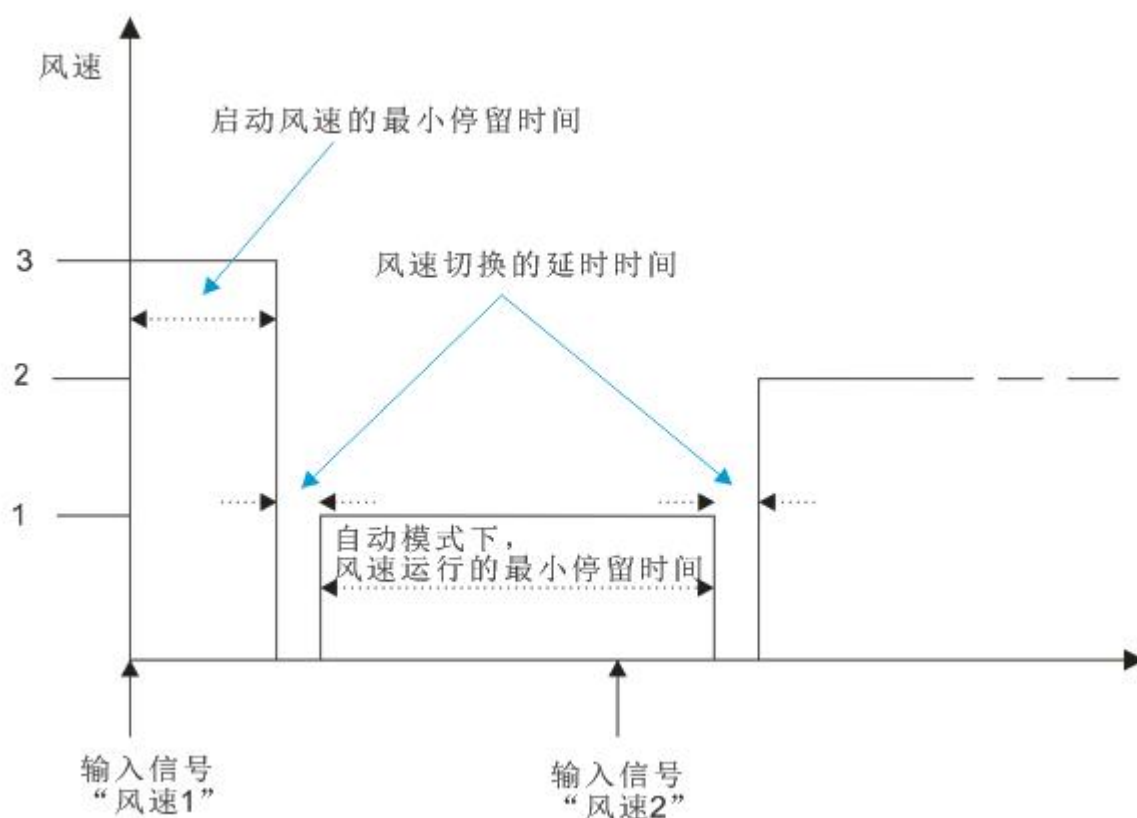 风速
启动风速的最小停留时间
3
风速切换的延时时间
2
1
自动模式下，
风速运行的最小停留时间
输入信号
“风速1”
输入信号
“风速2”